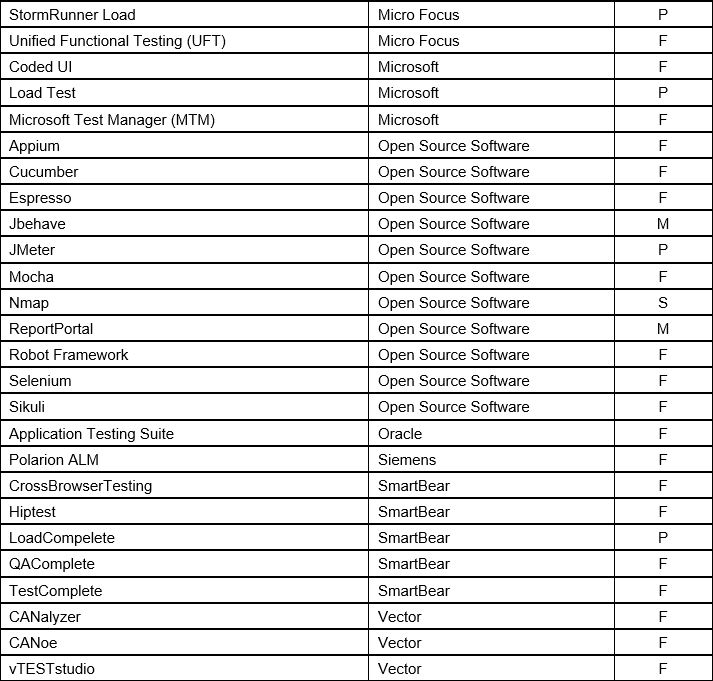 StormRunner Load Micro Focus P
Unified Functional Testing (UFT) Micro Focus F
Coded UI Microsoft F
Load Test Microsoft P
Microsoft Test Manager (MTM) Microsoft F
Appium Open Source Software F
Cucumber Open Source Software F
Espresso Open Source Software F
Jbehave Open Source Software M
JMeter Open Source Software P
Mocha Open Source Software F
Nmap Open Source Software S
ReportPortal Open Source Software M
Robot Framework Open Source Software F
Selenium Open Source Software F
Sikuli Open Source Software F
Application Testing Suite Oracle F
Polarion ALM Siemens F
CrossBrowserTesting SmartBear F
Hiptest SmartBear F
LoadCompelete SmartBear P
QAComplete SmartBear F
TestComplete SmartBear F
CANalyzer Vector F
CANoe Vector F
vTESTstudio Vector F